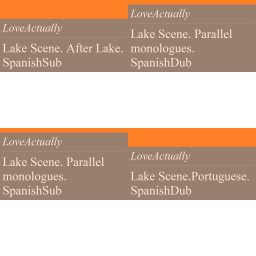 LoveActually
Lake Scene. After Lake.
SpanishSub
LoveActually
Lake Scene. Parallel
monologues.
SpanishDub
LoveActually
Lake Scene. Parallel
monologues.
SpanishSub
LoveActually
Lake Scene.Portuguese.
SpanishDub